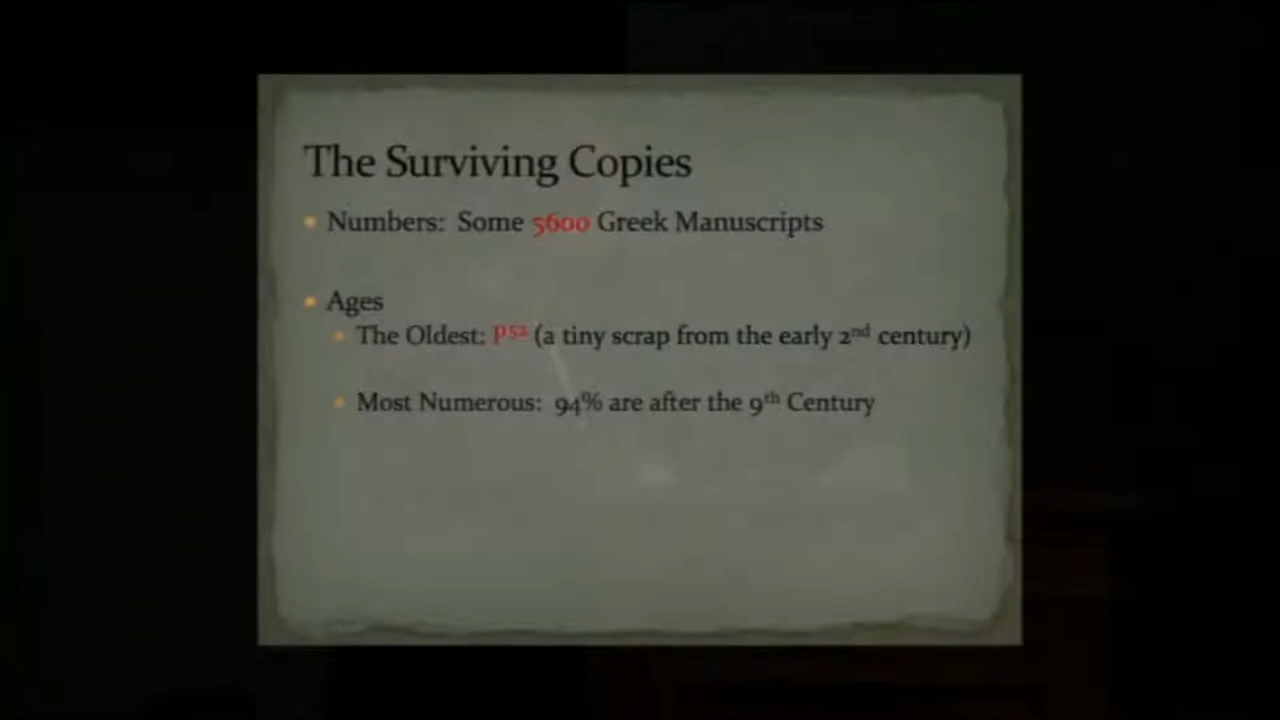 The Surviving Copies
• Numbers: Some 5600 Greek Manuscripts
• Ages
• The Oldest: P⁵² (a tiny scrap from the early 2ⁿᵈ century)
• Most Numerous: 94% are after the 9ᵗʰ Century